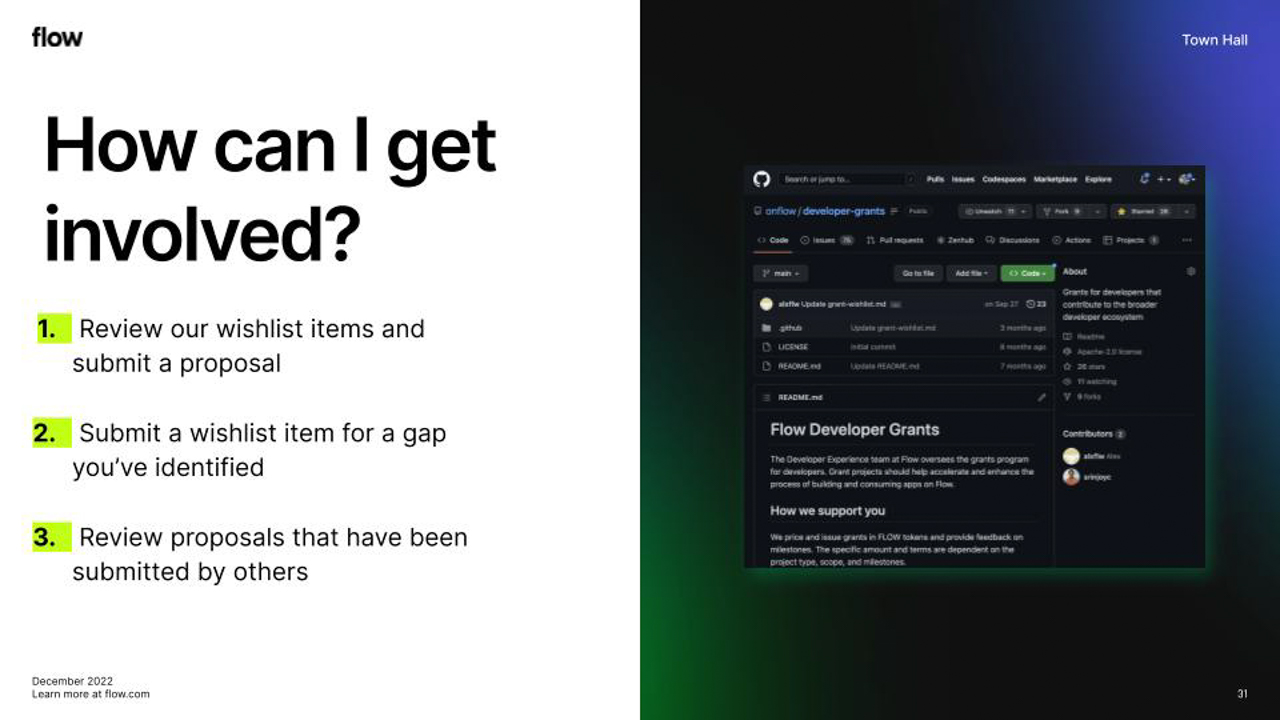 flow
Town Hall
How can I get
involved?
1. Review our wishlist items and
submit a proposal
2. Submit a wishlist item for a gap
you’ve identified
3. Review proposals that have been
submitted by others
December 2022
Learn more at flow.com
31
Search or jump to... /
Pulls Issues Codespaces Marketplace Explore
onflow / developer-grants Public
Unwatch 11 Fork 9 Starred 26
Code Issues 75 Pull requests Zenhub Discussions Actions Projects 1
main Go to file Add file Code
Update grant-wishlist.md on Sep 27 23
.github Update grant-wishlist.md 3 months ago
LICENSE Initial commit 8 months ago
README.md Update README.md 7 months ago
README.md
Flow Developer Grants
The Developer Experience team at Flow oversees the grants program
for developers. Grant projects should help accelerate and enhance the
process of building and consuming apps on Flow.
How we support you
We price and issue grants in FLOW tokens and provide feedback on
milestones. The specific amount and terms are dependent on the
project type, scope, and milestones.
About
Grants for developers that
contribute to the broader
developer ecosystem
Readme
Apache-2.0 license
26 stars
11 watching
9 forks
Contributors 2
srinjoyc